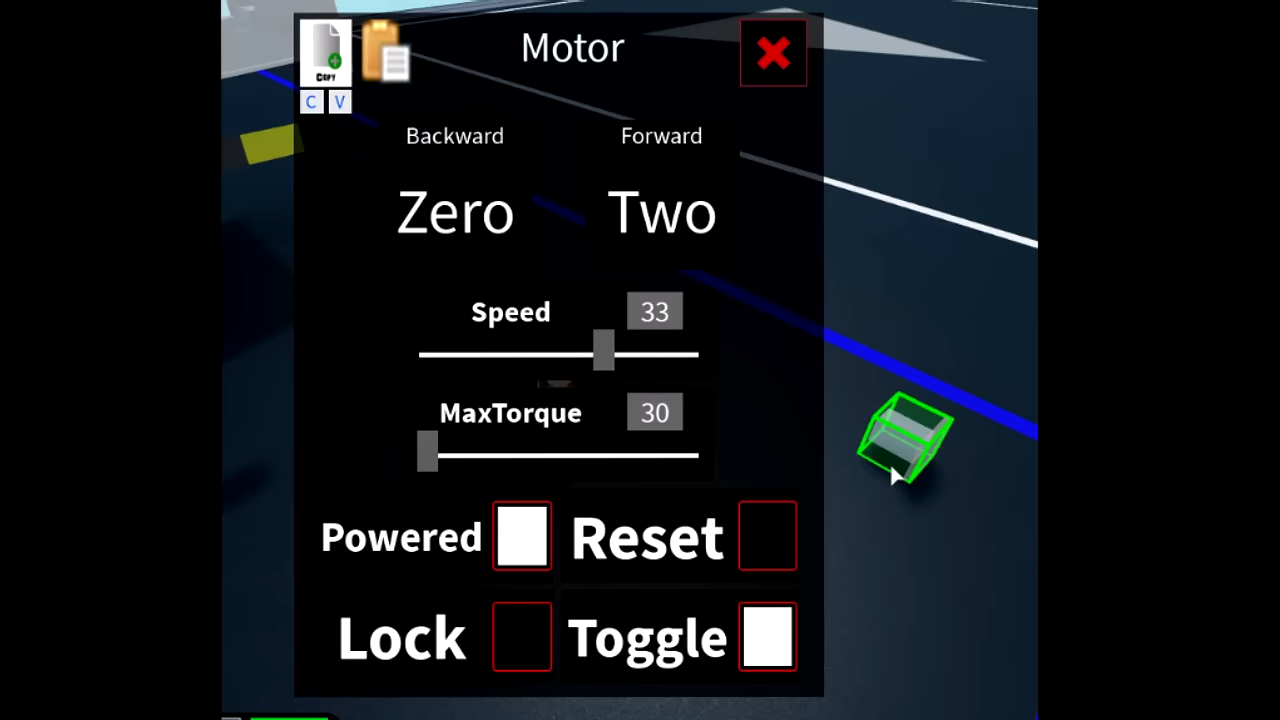 Motor
COPY
C V
Backward Forward
Zero Two
Speed 33
MaxTorque 30
Powered Reset
Lock Toggle